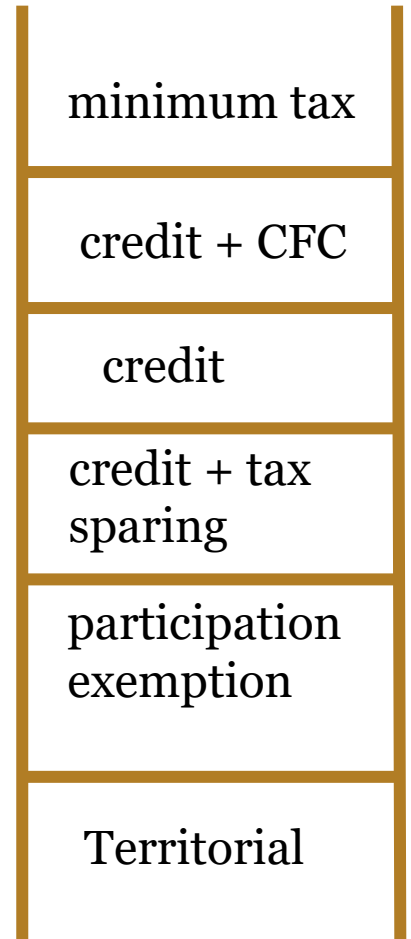 minimum tax
credit + CFC
credit
credit + tax
sparing
participation
exemption
Territorial